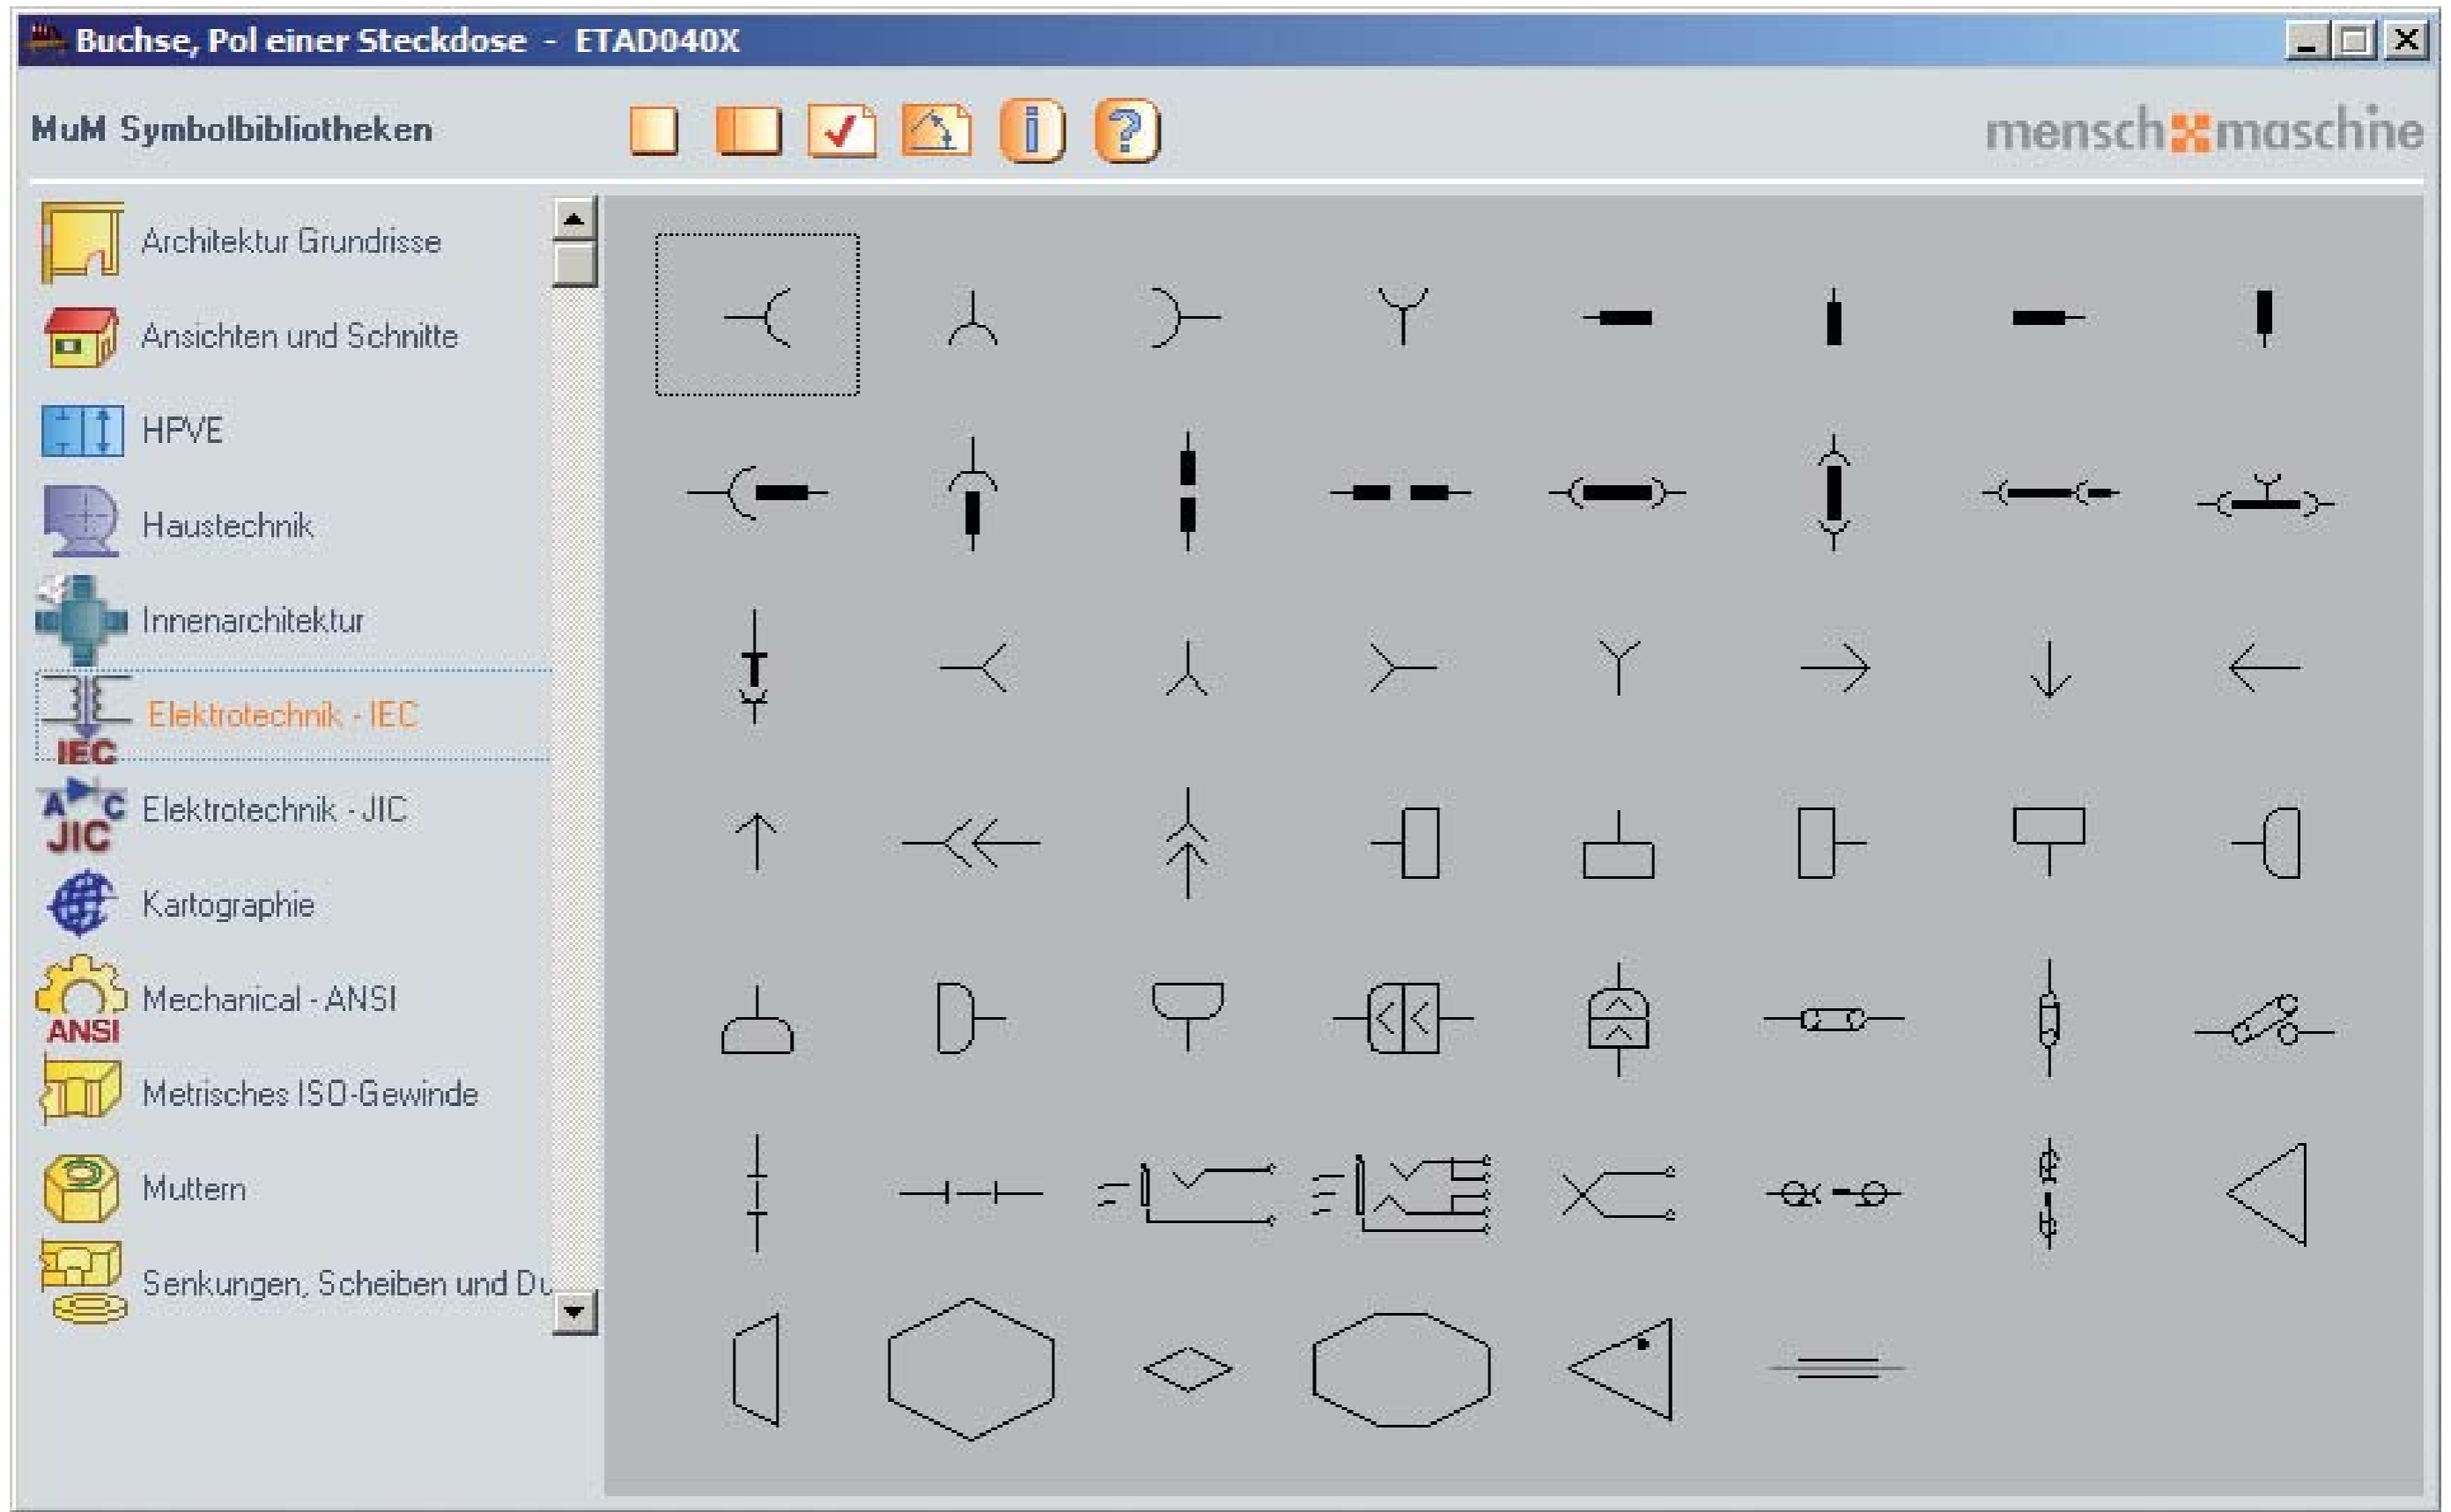 Buchse, Pol einer Steckdose - ETAD040X
MuM Symbolbibliotheken
mensch maschine
Architektur Grundrisse
Ansichten und Schnitte
HPVE
Haustechnik
Innenarchitektur
Elektrotechnik - IEC
IEC
A C
JIC
Elektrotechnik - JIC
Kartographie
Mechanical - ANSI
ANSI
Metrisches ISO-Gewinde
Muttern
Senkungen, Scheiben und Du